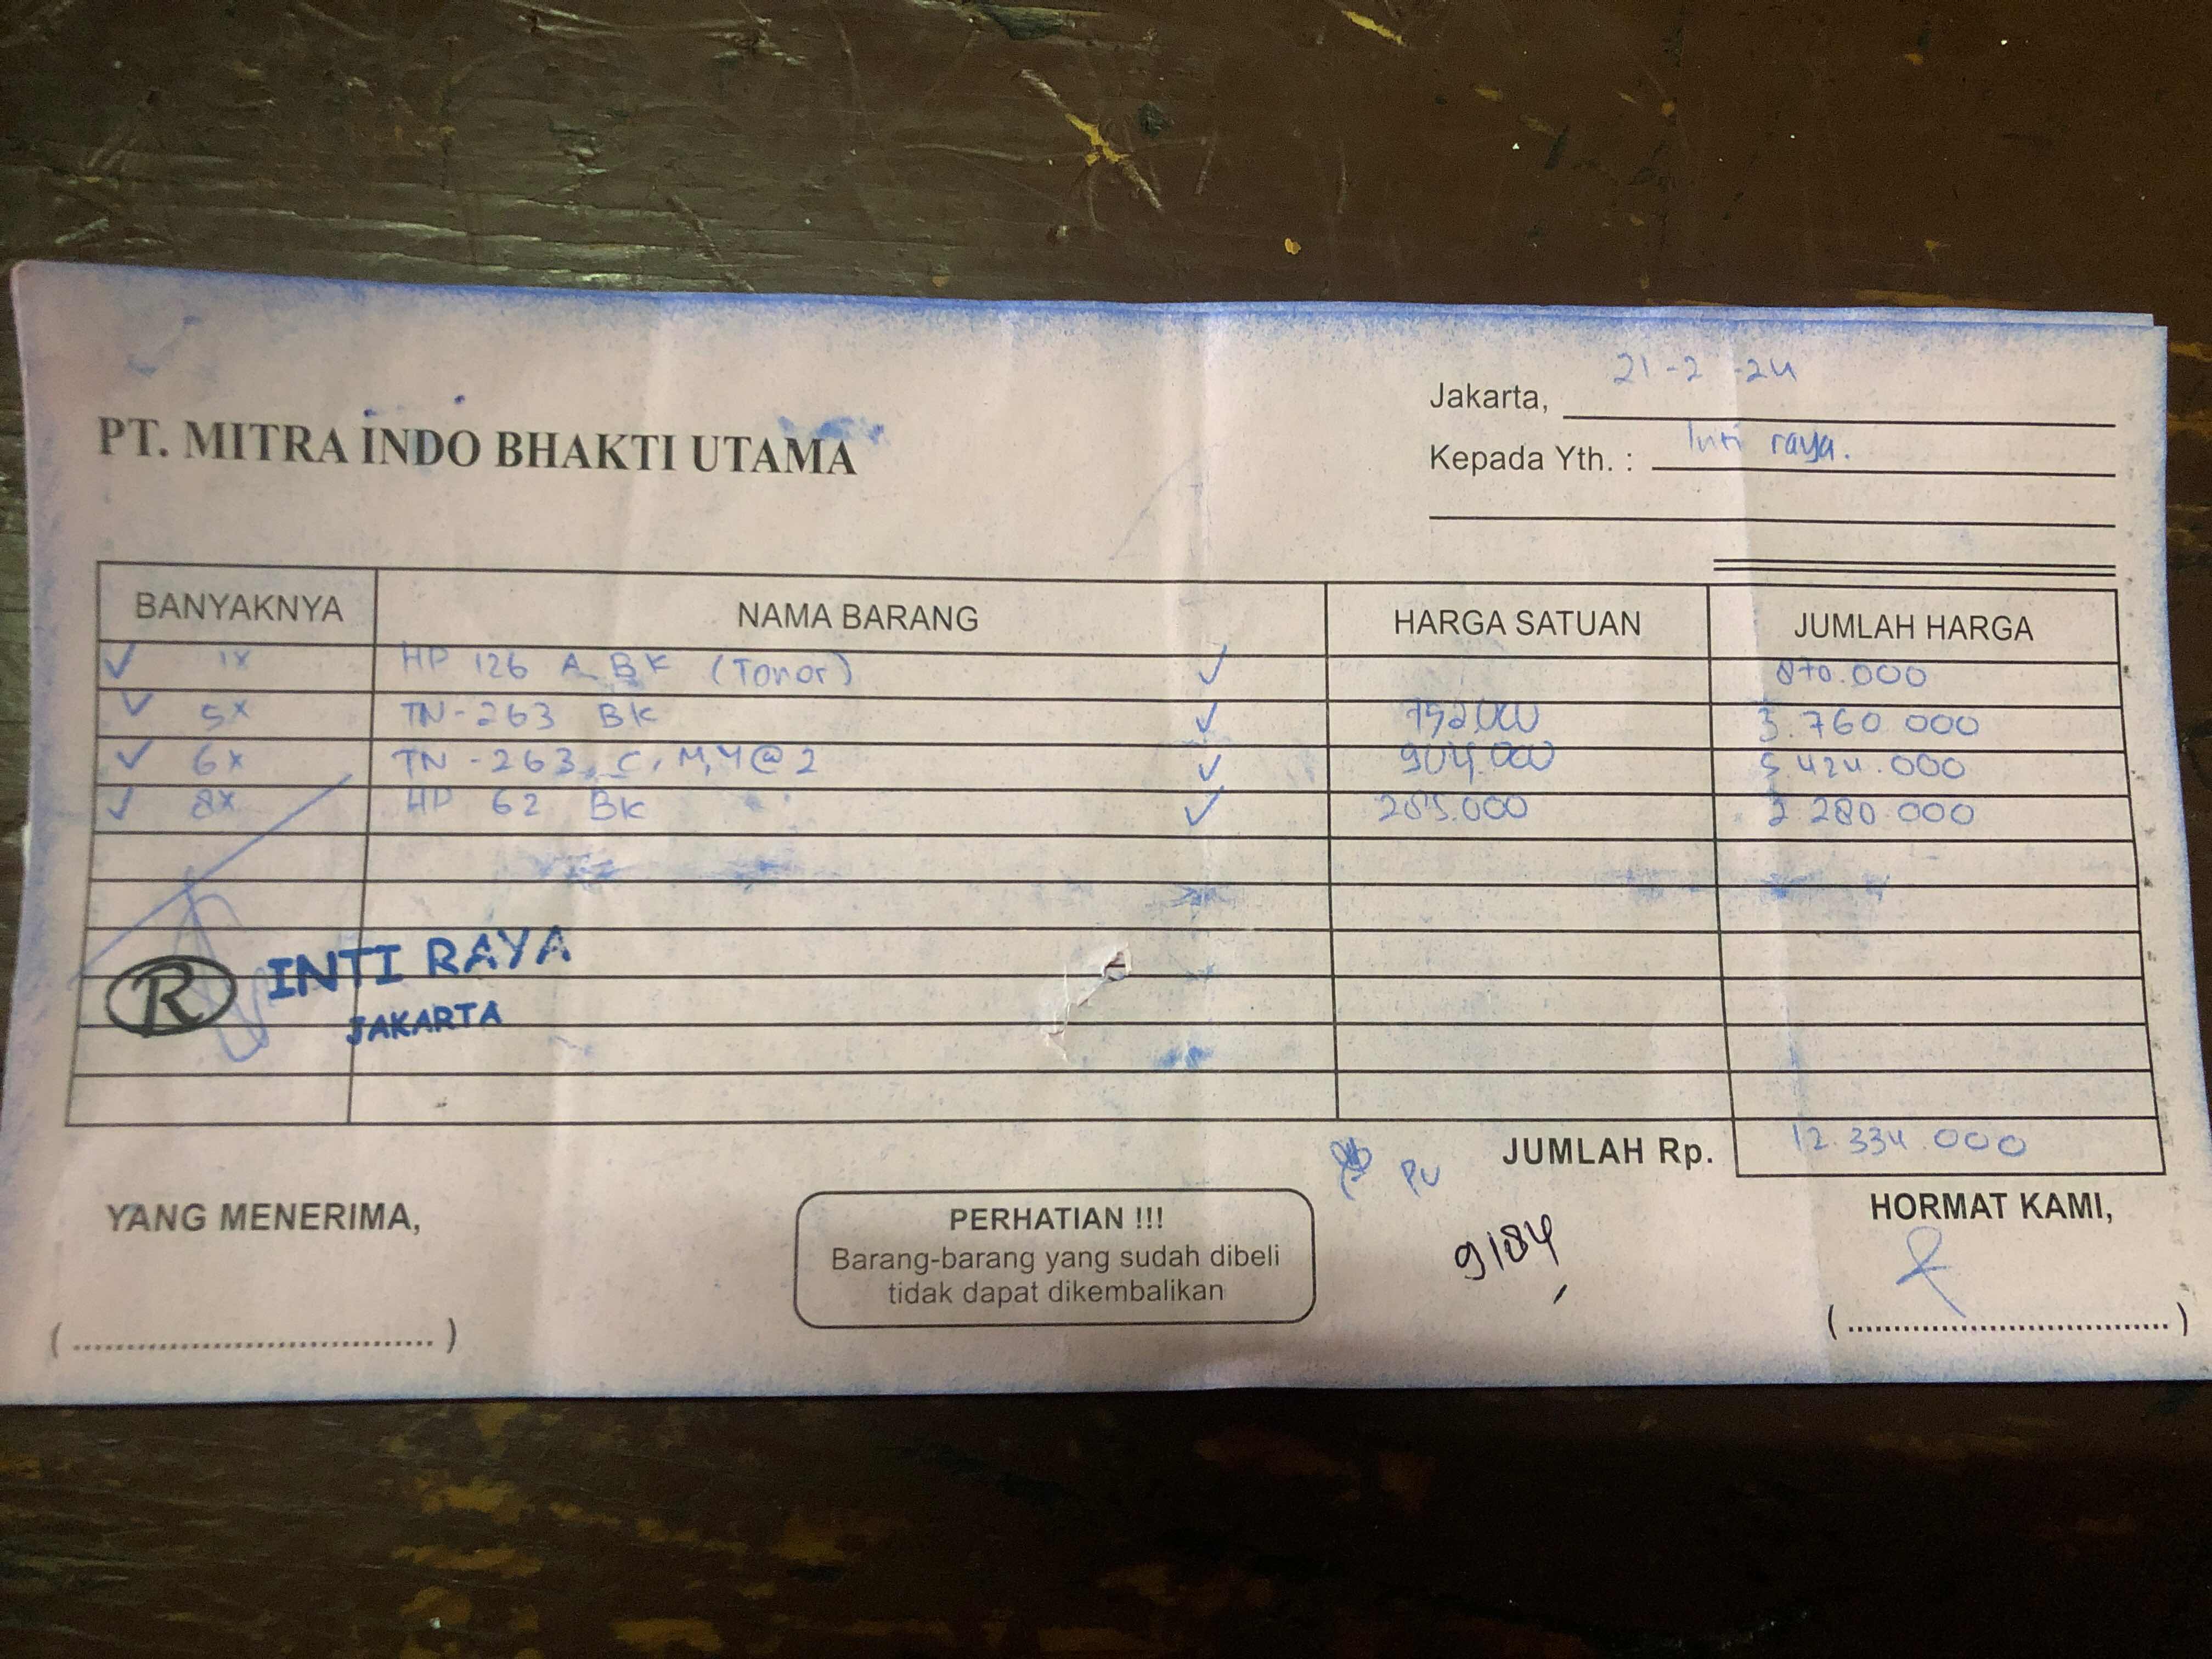 Jakarta, 21-2-24
PT. MITRA INDO BHAKTI UTAMA
Kepada Yth. : Inti raya.
BANYAKNYA NAMA BARANG HARGA SATUAN JUMLAH HARGA
1x HP 126 A BK (Tonor) 870.000
5x TN-263 BK 752.000 3.760.000
6x TN-263, C, M, Y @ 2 904.000 5.424.000
8x HP 62 BK 285.000 2.280.000
R INTI RAYA
JAKARTA
JUMLAH Rp. 12.334.000
PU
YANG MENERIMA, PERHATIAN !!! HORMAT KAMI,
Barang-barang yang sudah dibeli
tidak dapat dikembalikan
9184
(..................................) (..................................)